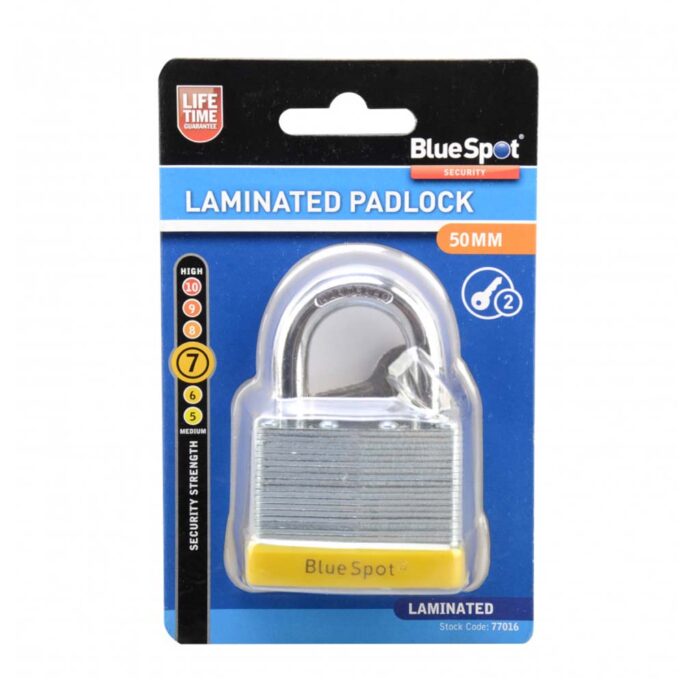 LIFE
TIME
GUARANTEE
BlueSpot®
SECURITY
LAMINATED PADLOCK
50MM
2
HIGH
10
9
8
7
6
5
MEDIUM
SECURITY STRENGTH
BlueSpot®
LAMINATED
Stock Code: 77016